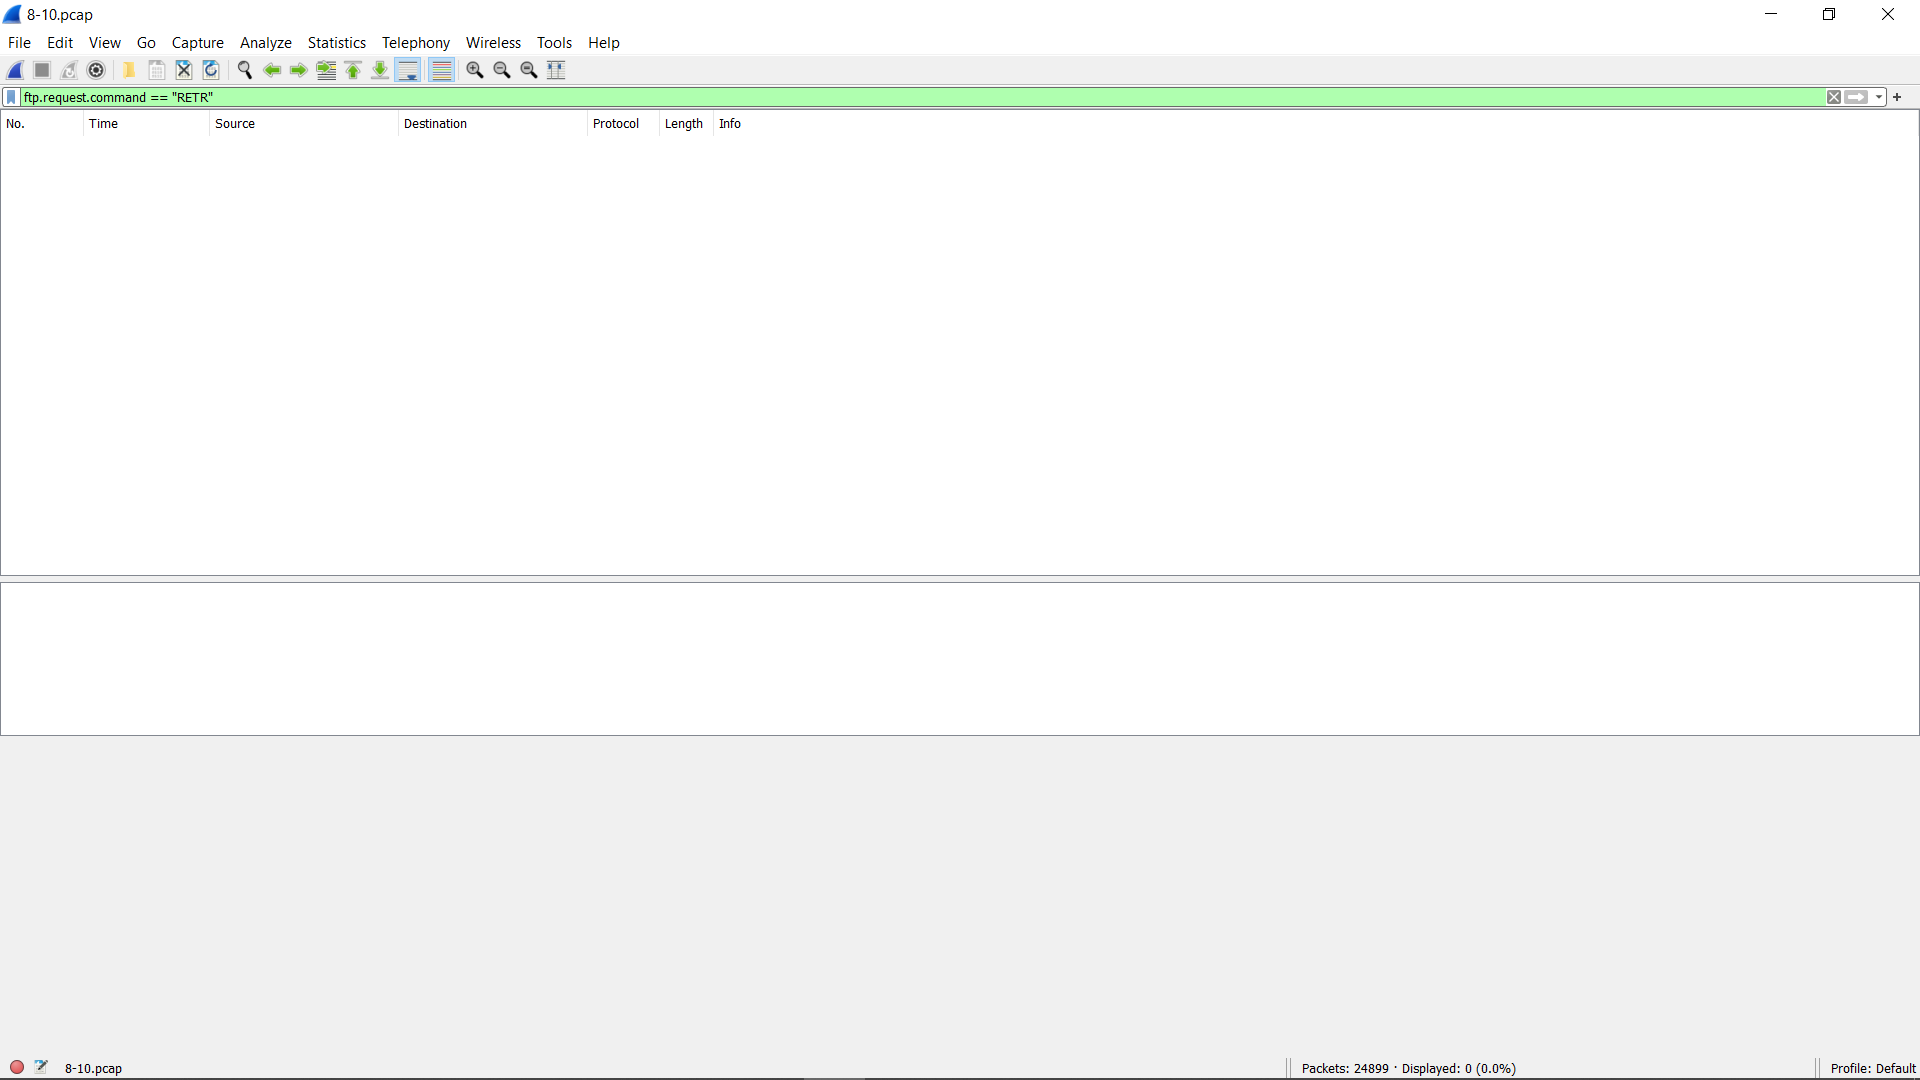 8-10.pcap
File Edit View Go Capture Analyze Statistics Telephony Wireless Tools Help
ftp.request.command == "RETR"
No. Time Source Destination Protocol Length Info
8-10.pcap Packets: 24899 · Displayed: 0 (0.0%) Profile: Default